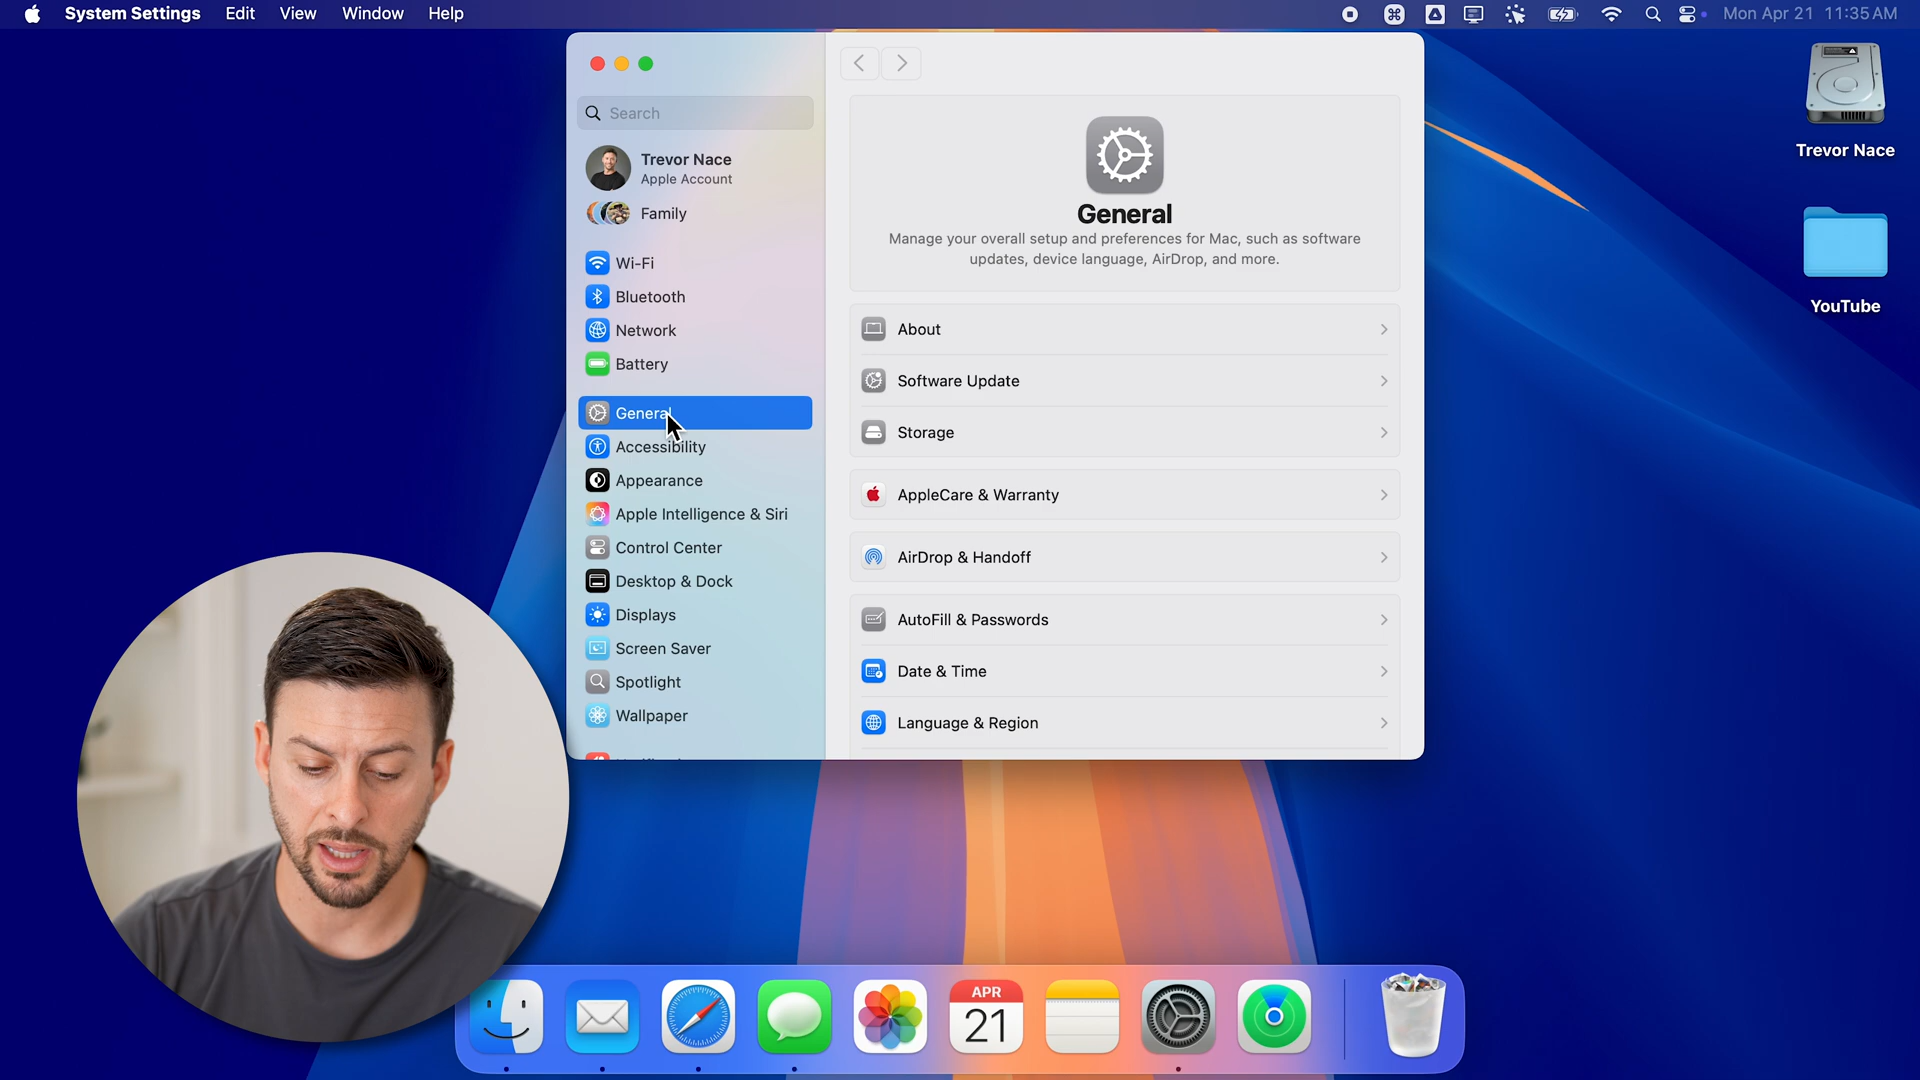 System Settings Edit View Window Help
Mon Apr 21 11:35 AM
Search
Trevor Nace
Apple Account
Family
Wi-Fi
Bluetooth
Network
Battery
General
Accessibility
Appearance
Apple Intelligence & Siri
Control Center
Desktop & Dock
Displays
Screen Saver
Spotlight
Wallpaper
General
Manage your overall setup and preferences for Mac, such as software
updates, device language, AirDrop, and more.
About
Software Update
Storage
AppleCare & Warranty
AirDrop & Handoff
AutoFill & Passwords
Date & Time
Language & Region
Trevor Nace
YouTube
APR
21